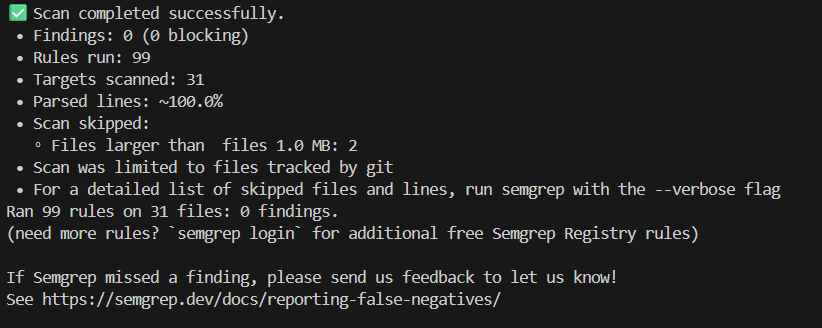 ✅ Scan completed successfully.
• Findings: 0 (0 blocking)
• Rules run: 99
• Targets scanned: 31
• Parsed lines: ~100.0%
• Scan skipped:
◦ Files larger than  files 1.0 MB: 2
• Scan was limited to files tracked by git
• For a detailed list of skipped files and lines, run semgrep with the --verbose flag
Ran 99 rules on 31 files: 0 findings.
(need more rules? `semgrep login` for additional free Semgrep Registry rules)
If Semgrep missed a finding, please send us feedback to let us know!
See https://semgrep.dev/docs/reporting-false-negatives/